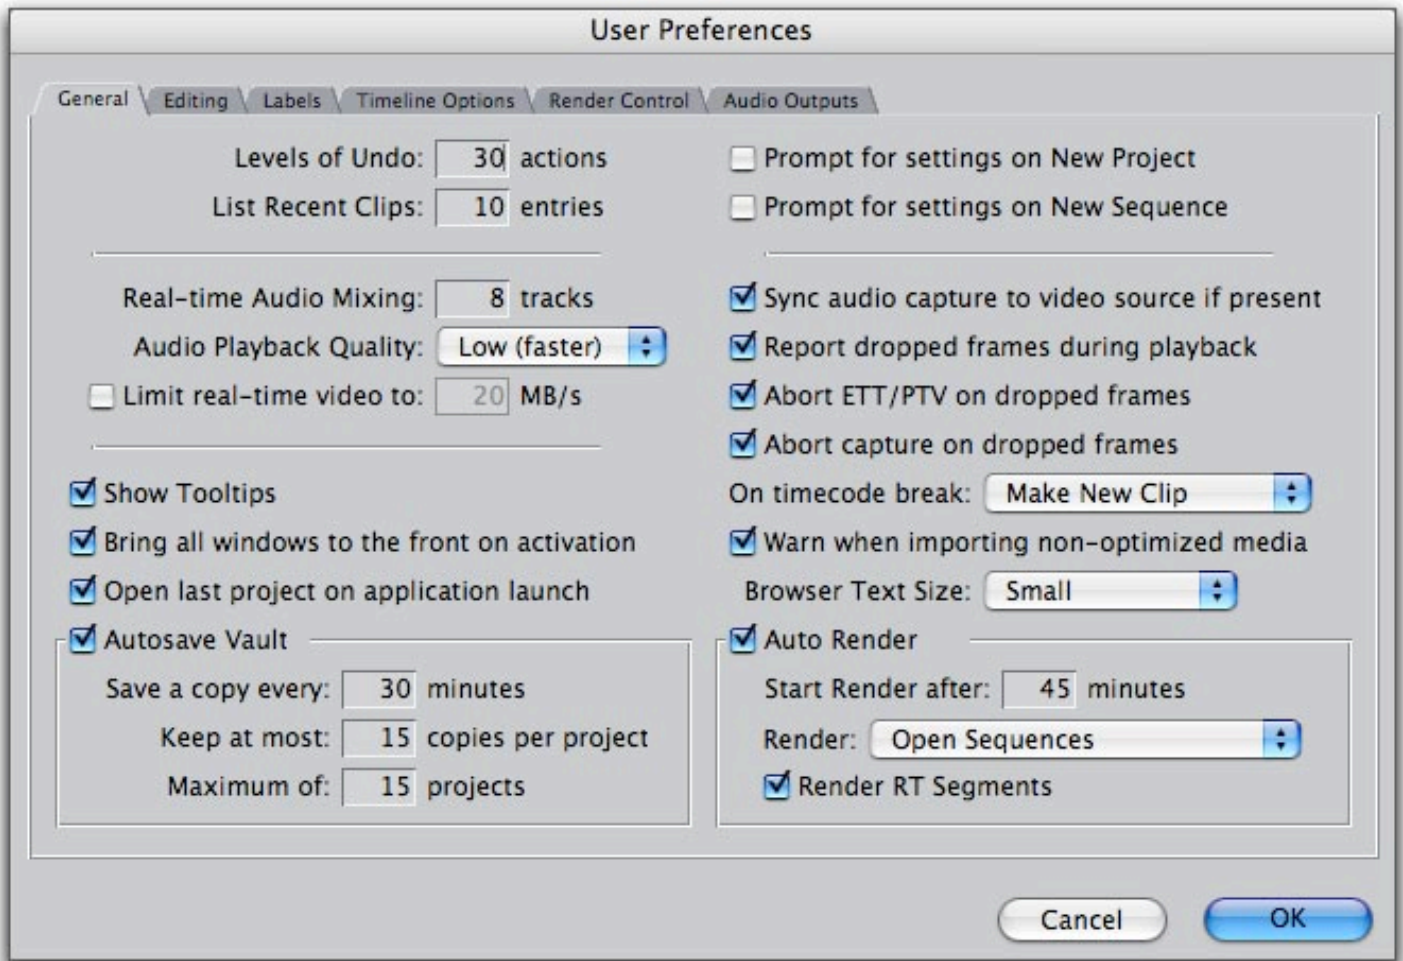 User Preferences
General Editing Labels Timeline Options Render Control Audio Outputs
Levels of Undo: 30 actions
List Recent Clips: 10 entries
Real-time Audio Mixing: 8 tracks
Audio Playback Quality: Low (faster)
Limit real-time video to: 20 MB/s
Show Tooltips
Bring all windows to the front on activation
Open last project on application launch
Autosave Vault
Save a copy every: 30 minutes
Keep at most: 15 copies per project
Maximum of: 15 projects
Prompt for settings on New Project
Prompt for settings on New Sequence
Sync audio capture to video source if present
Report dropped frames during playback
Abort ETT/PTV on dropped frames
Abort capture on dropped frames
On timecode break: Make New Clip
Warn when importing non-optimized media
Browser Text Size: Small
Auto Render
Start Render after: 45 minutes
Render: Open Sequences
Render RT Segments
Cancel OK